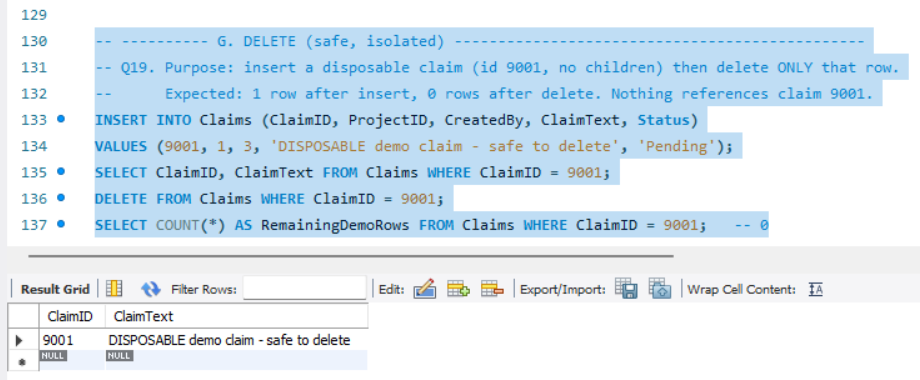 129
130 -- ---------- G. DELETE (safe, isolated) -----------------------------------------------
131 -- Q19. Purpose: insert a disposable claim (id 9001, no children) then delete ONLY that row.
132 --      Expected: 1 row after insert, 0 rows after delete. Nothing references claim 9001.
133 INSERT INTO Claims (ClaimID, ProjectID, CreatedBy, ClaimText, Status)
134 VALUES (9001, 1, 3, 'DISPOSABLE demo claim - safe to delete', 'Pending');
135 SELECT ClaimID, ClaimText FROM Claims WHERE ClaimID = 9001;
136 DELETE FROM Claims WHERE ClaimID = 9001;
137 SELECT COUNT(*) AS RemainingDemoRows FROM Claims WHERE ClaimID = 9001;   -- 0
Result Grid Filter Rows: Edit: Export/Import: Wrap Cell Content: IA
ClaimID ClaimText
9001 DISPOSABLE demo claim - safe to delete
NULL NULL